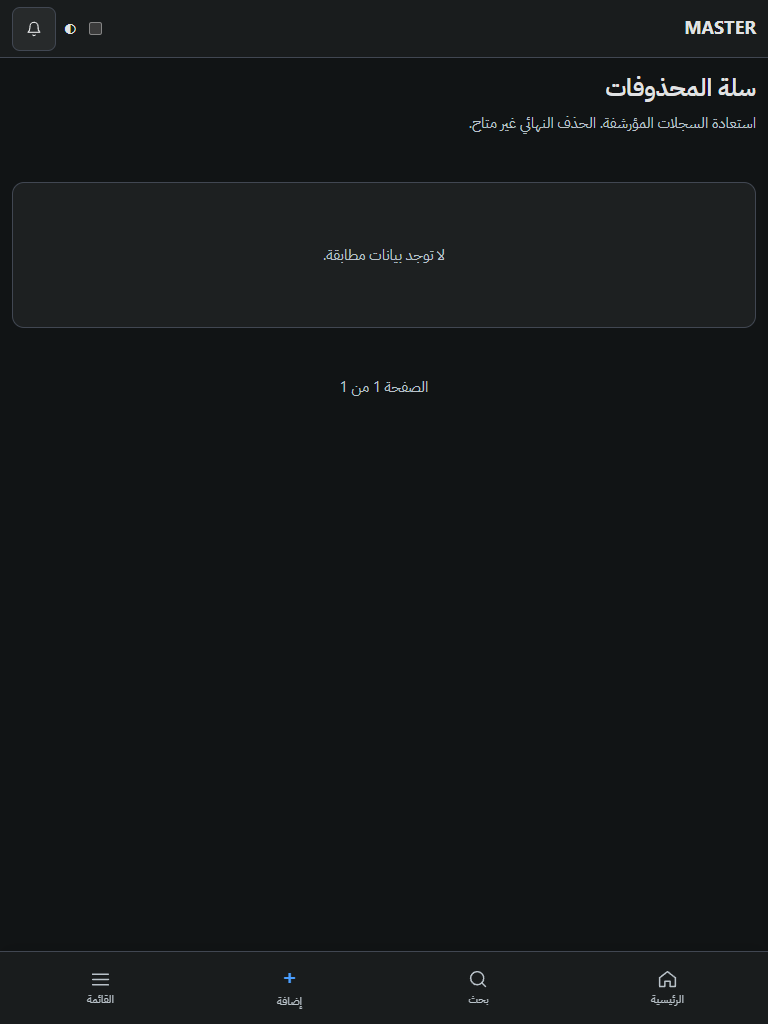 MASTER
سلة المحذوفات
استعادة السجلات المؤرشفة. الحذف النهائي غير متاح.
لا توجد بيانات مطابقة.
الصفحة 1 من 1
الرئيسية
بحث
إضافة
القائمة